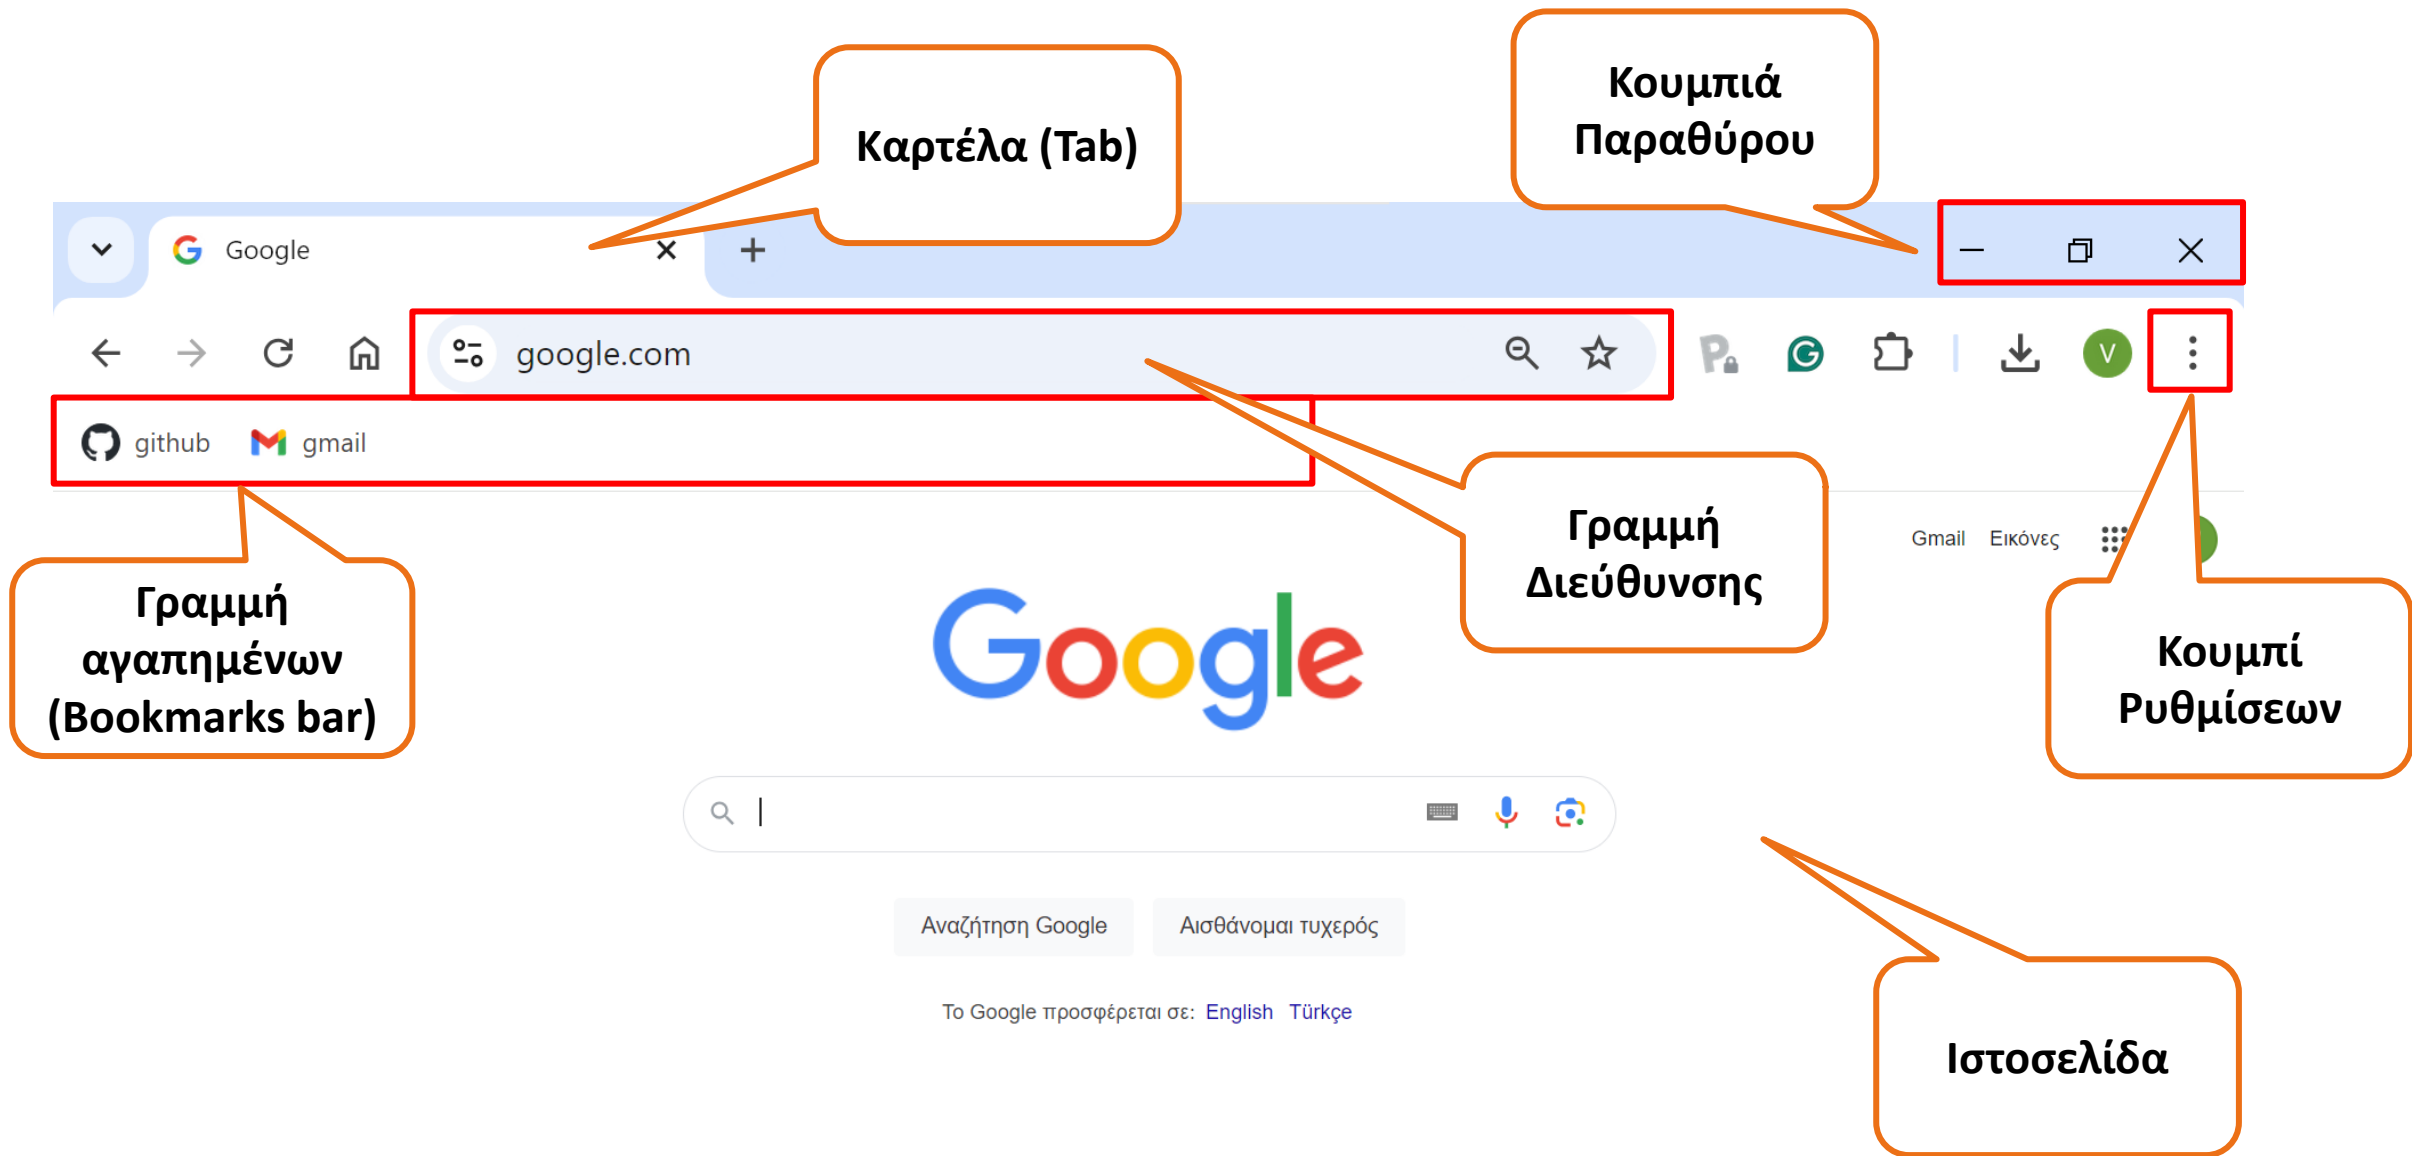 Καρτέλα (Tab)
Κουμπιά
Παραθύρου
Google
google.com
github gmail
Γραμμή
αγαπημένων
(Bookmarks bar)
Γραμμή
Διεύθυνσης
Gmail Εικόνες
Κουμπί
Ρυθμίσεων
Google
Αναζήτηση Google Αισθάνομαι τυχερός
Το Google προσφέρεται σε: English Türkçe
Ιστοσελίδα
V